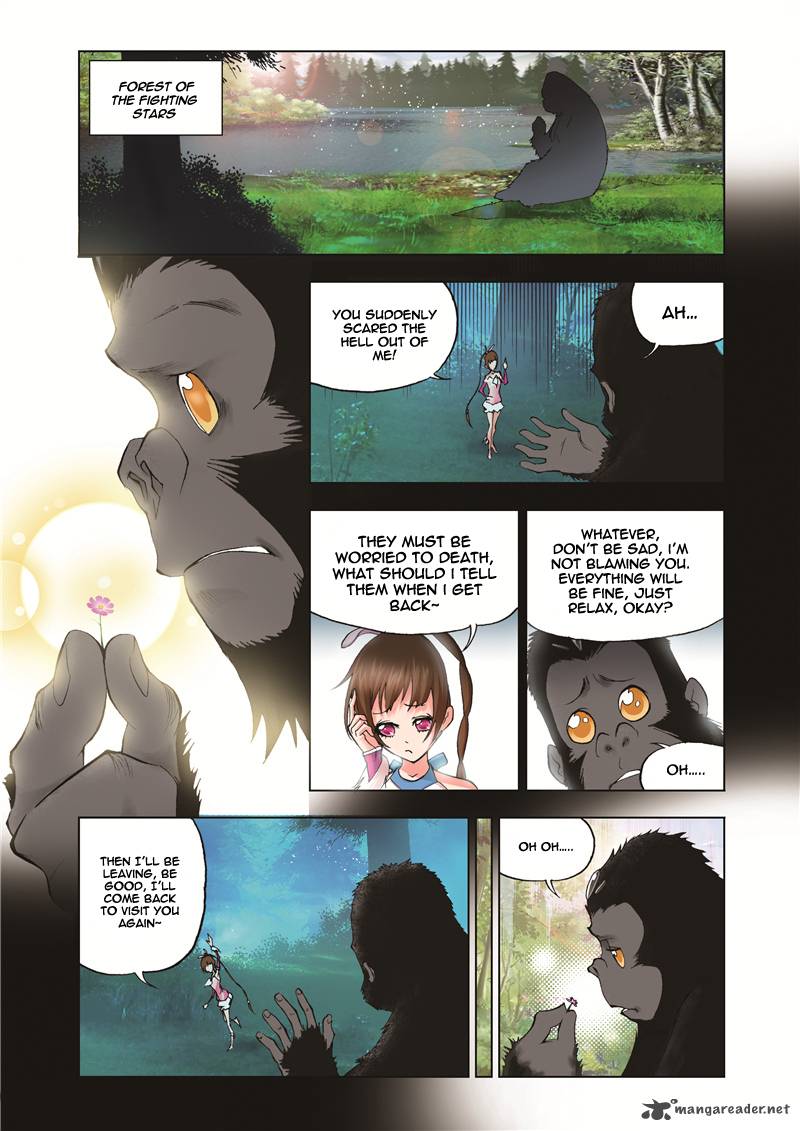 FOREST OF
THE FIGHTING
STARS
YOU SUDDENLY
SCARED THE
HELL OUT OF
ME!
AH...
THEY MUST BE
WORRIED TO DEATH,
WHAT SHOULD I TELL
THEM WHEN I GET
BACK~
WHATEVER,
DON'T BE SAD, I'M
NOT BLAMING YOU.
EVERYTHING WILL
BE FINE, JUST
RELAX, OKAY?
OH.....
THEN I'LL BE
LEAVING, BE
GOOD, I'LL
COME BACK
TO VISIT YOU
AGAIN~
OH OH.....
mangareader.net